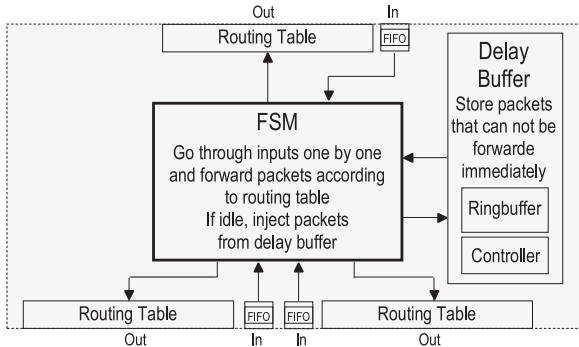 Out
In
Routing Table
FIFO
Delay
Buffer
Store packets
that can not be
forwarde
immediately
Ringbuffer
Controller
FSM
Go through inputs one by one
and forward packets according
to routing table
If idle, inject packets
from delay buffer
Routing Table
FIFO
FIFO
Routing Table
Out
In
In
Out